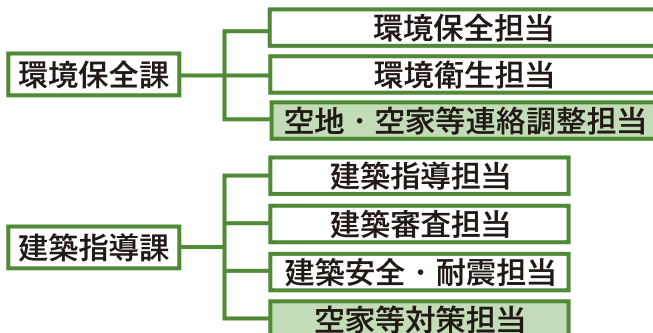 環境保全課
環境保全担当
環境衛生担当
空地・空家等連絡調整担当
建築指導課
建築指導担当
建築審査担当
建築安全・耐震担当
空家等対策担当